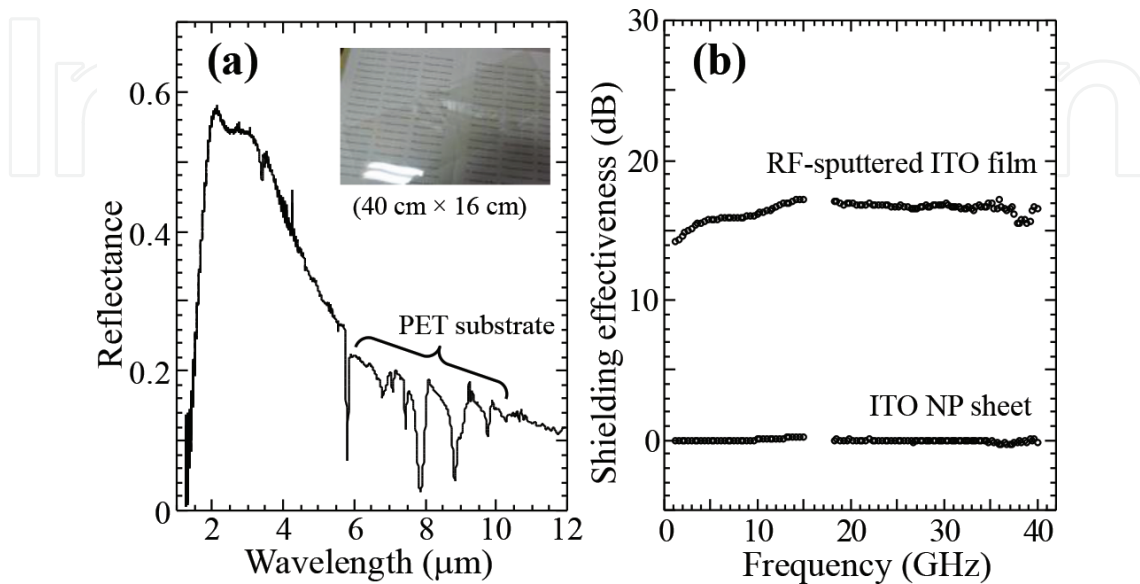 (a)
(40 cm × 16 cm)
PET substrate
Reflectance
0.6
0.4
0.2
0
2
4
6
8
10
12
Wavelength (μm)
(b)
RF-sputtered ITO film
ITO NP sheet
Shielding effectiveness (dB)
30
20
10
0
0
10
20
30
40
Frequency (GHz)